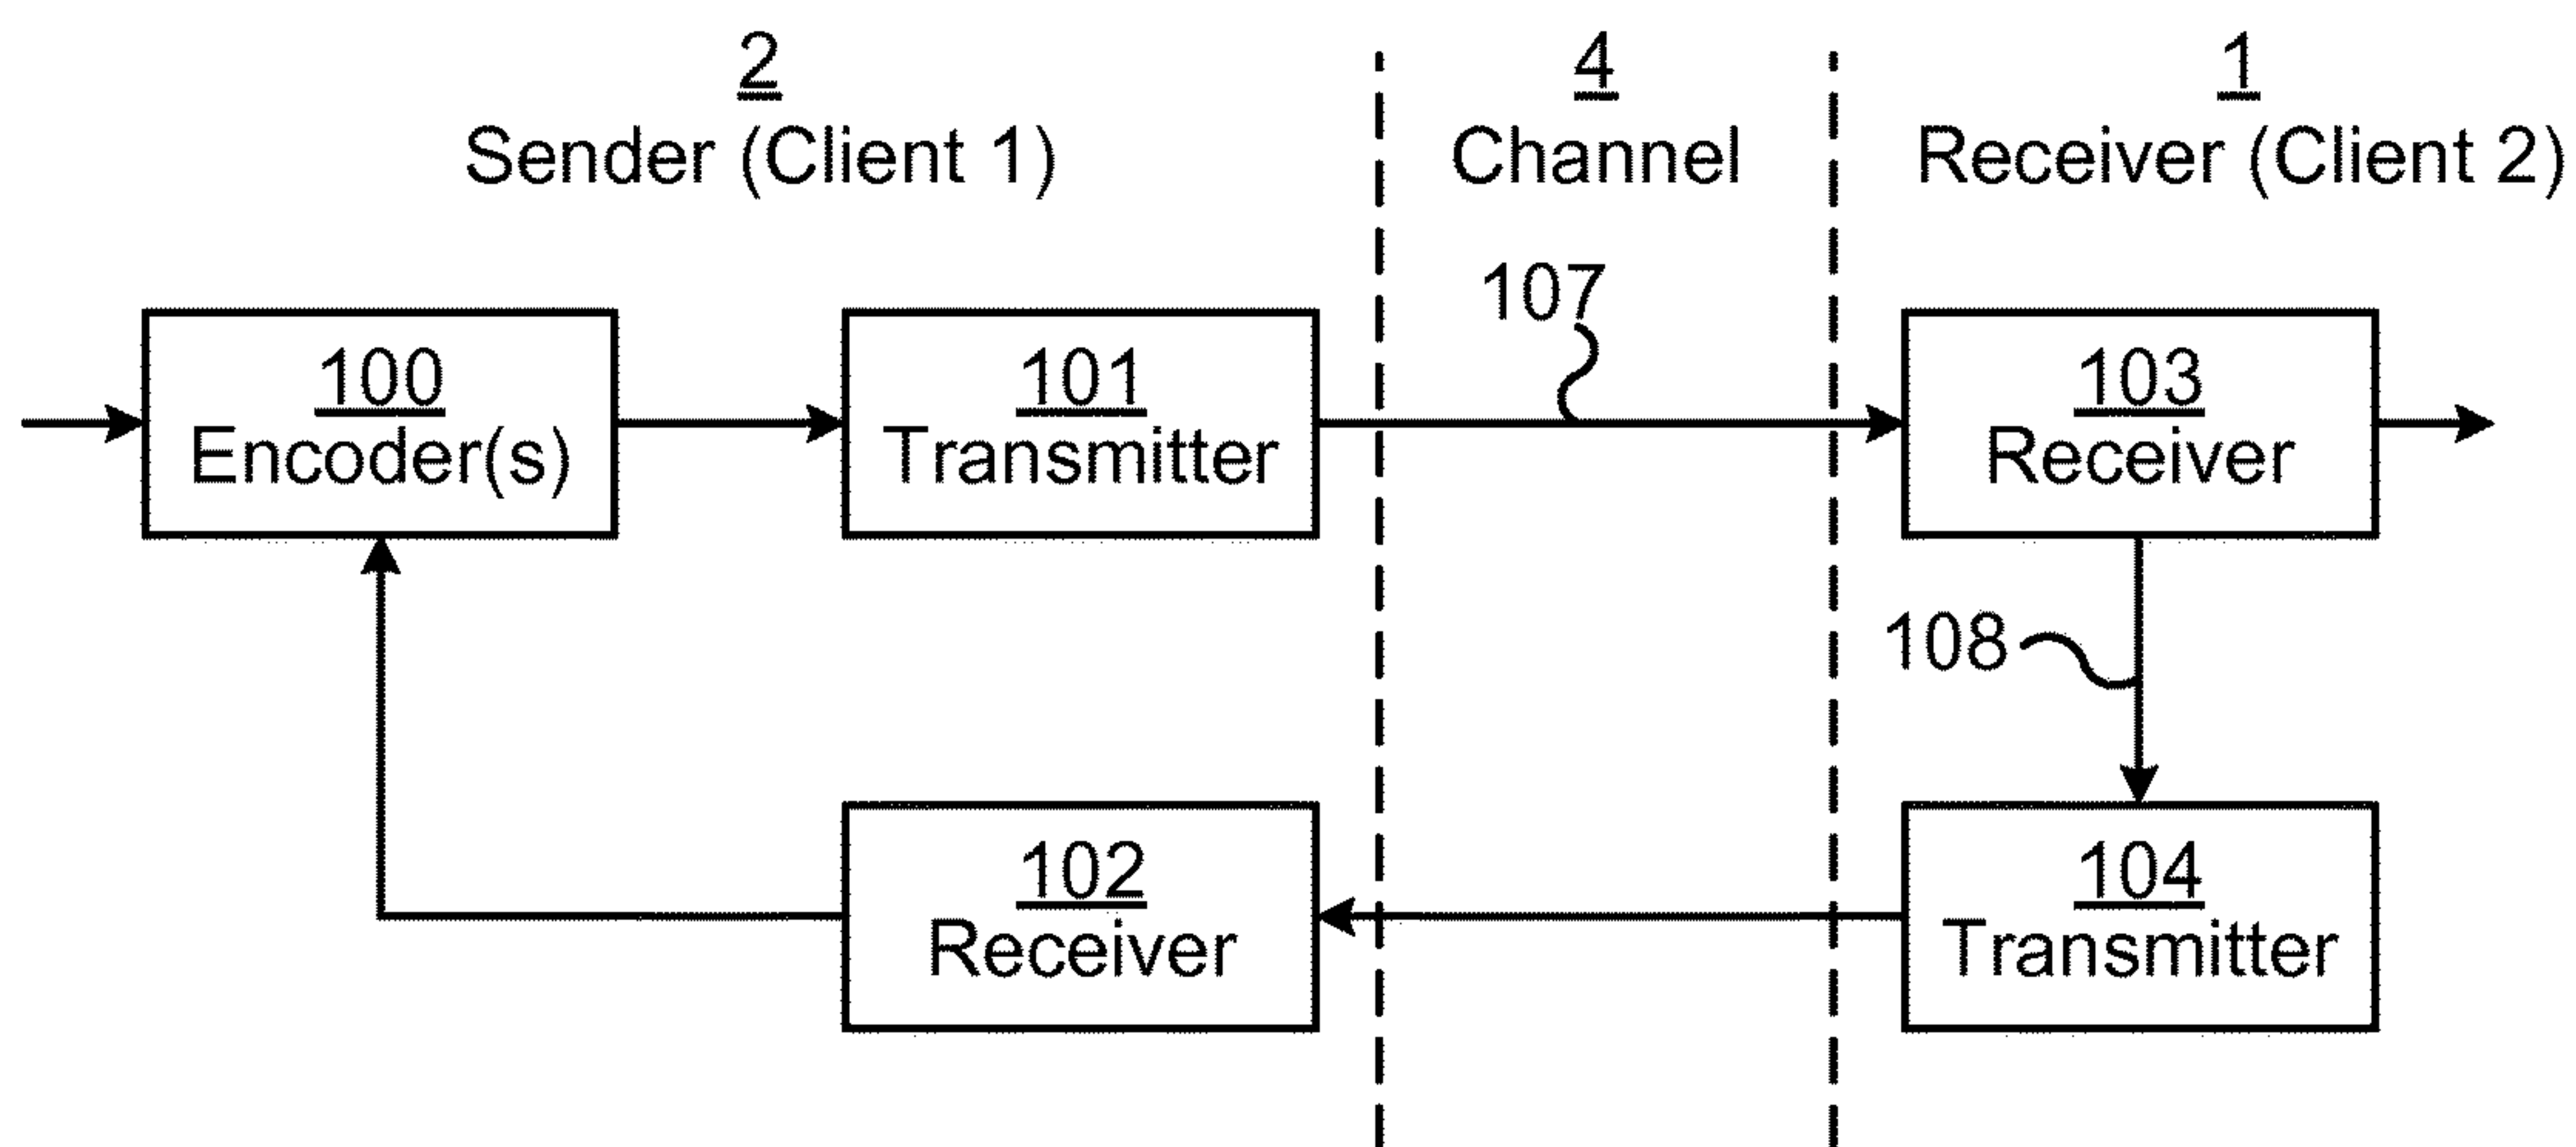 2
Sender (Client 1)
4
Channel
1
Receiver (Client 2)
107
100
Encoder(s)
101
Transmitter
103
Receiver
108
102
Receiver
104
Transmitter